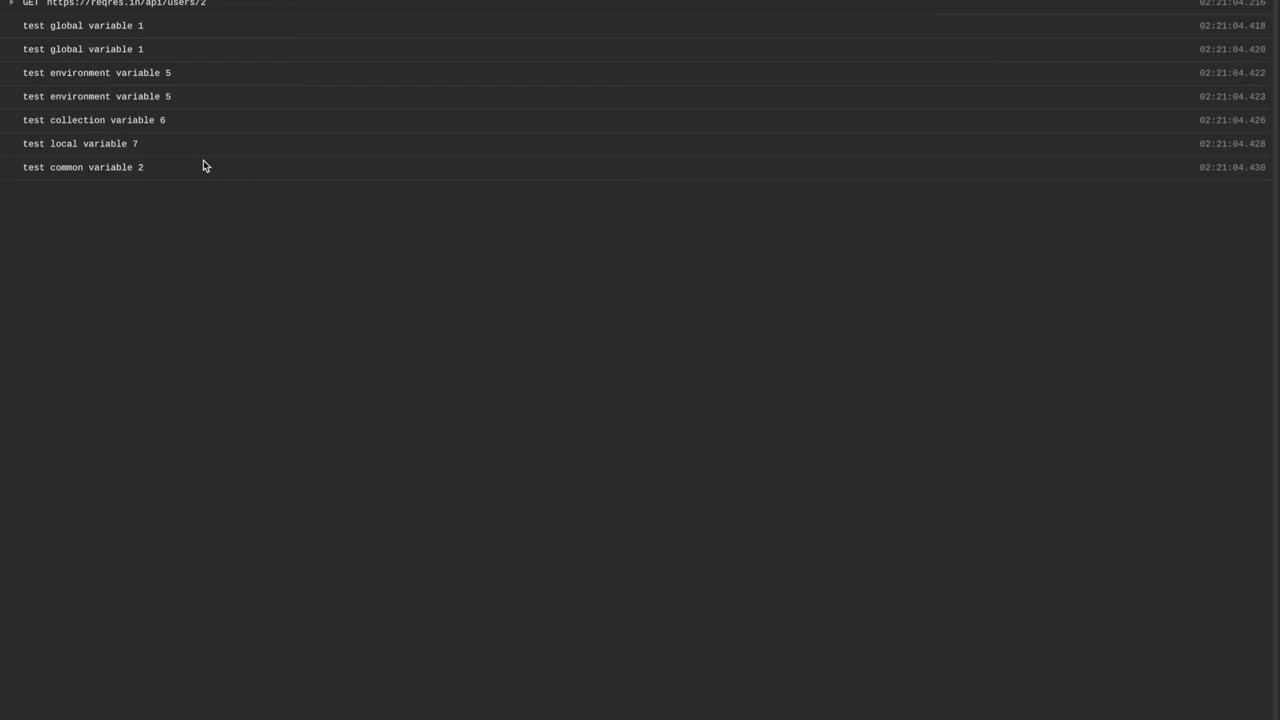 GET https://reqres.in/api/users/2 02:21:04.216
test global variable 1 02:21:04.418
test global variable 1 02:21:04.420
test environment variable 5 02:21:04.422
test environment variable 5 02:21:04.423
test collection variable 6 02:21:04.426
test local variable 7 02:21:04.428
test common variable 2 02:21:04.430